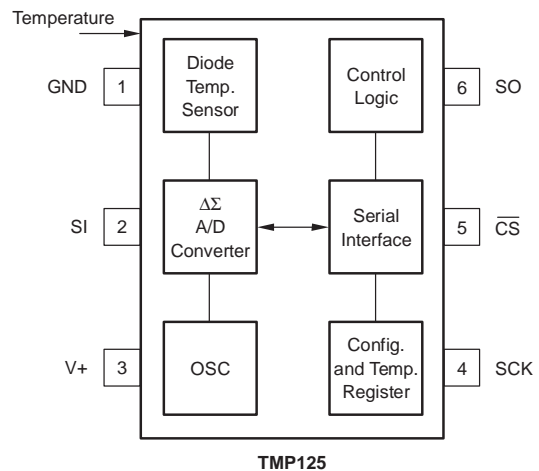 Temperature
GND
1
Diode
Temp.
Sensor
Control
Logic
6
SO
SI
2
ΔΣ
A/D
Converter
Serial
Interface
5
C̅S̅
V+
3
OSC
Config.
and Temp.
Register
4
SCK
TMP125